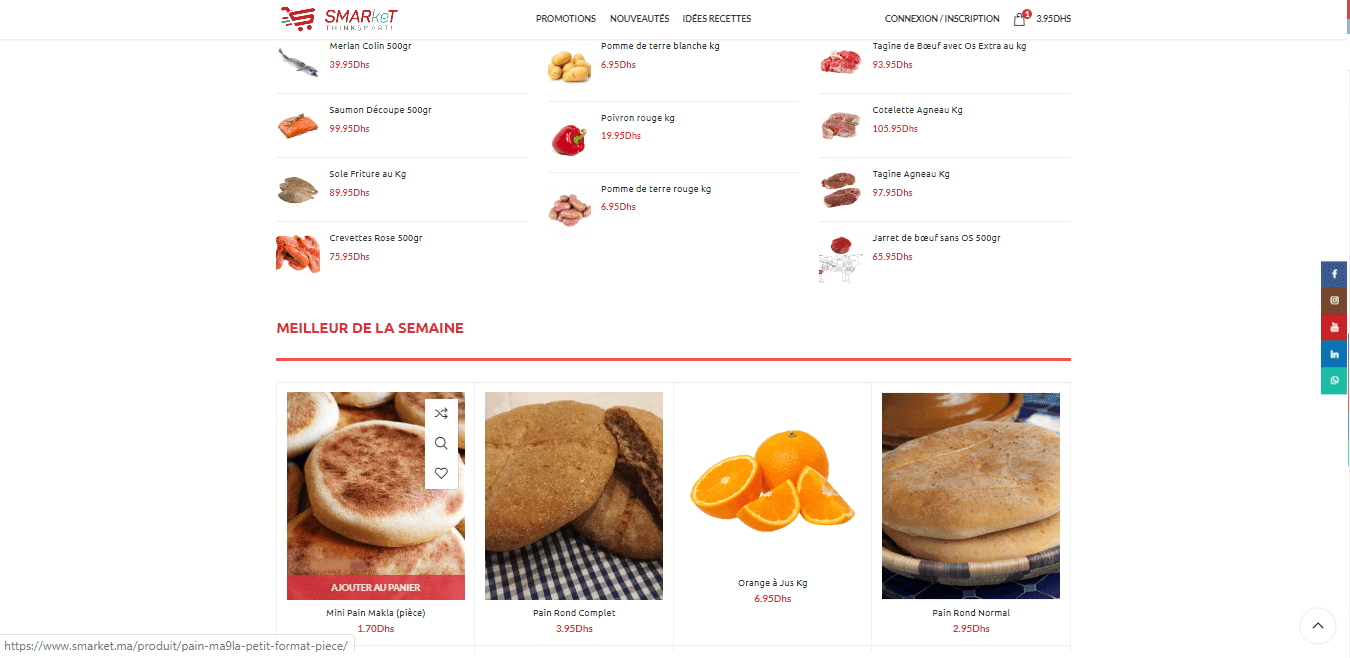 SMARKET
THINKSMART!
PROMOTIONS NOUVEAUTÉS IDÉES RECETTES
CONNEXION / INSCRIPTION 1 3.95DHS
Merlan Colin 500gr
39.95Dhs
Saumon Découpe 500gr
99.95Dhs
Sole Friture au Kg
89.95Dhs
Crevettes Rose 500gr
75.95Dhs
Pomme de terre blanche kg
6.95Dhs
Poivron rouge kg
19.95Dhs
Pomme de terre rouge kg
6.95Dhs
Tagine de Bœuf avec Os Extra au kg
93.95Dhs
Cotelette Agneau Kg
105.95Dhs
Tagine Agneau Kg
97.95Dhs
Jarret de bœuf sans OS 500gr
65.95Dhs
MEILLEUR DE LA SEMAINE
AJOUTER AU PANIER
Mini Pain Makla (pièce)
1.70Dhs
Pain Rond Complet
3.95Dhs
Orange à Jus Kg
6.95Dhs
Pain Rond Normal
2.95Dhs
https://www.smarket.ma/produit/pain-ma9la-petit-format-piece/